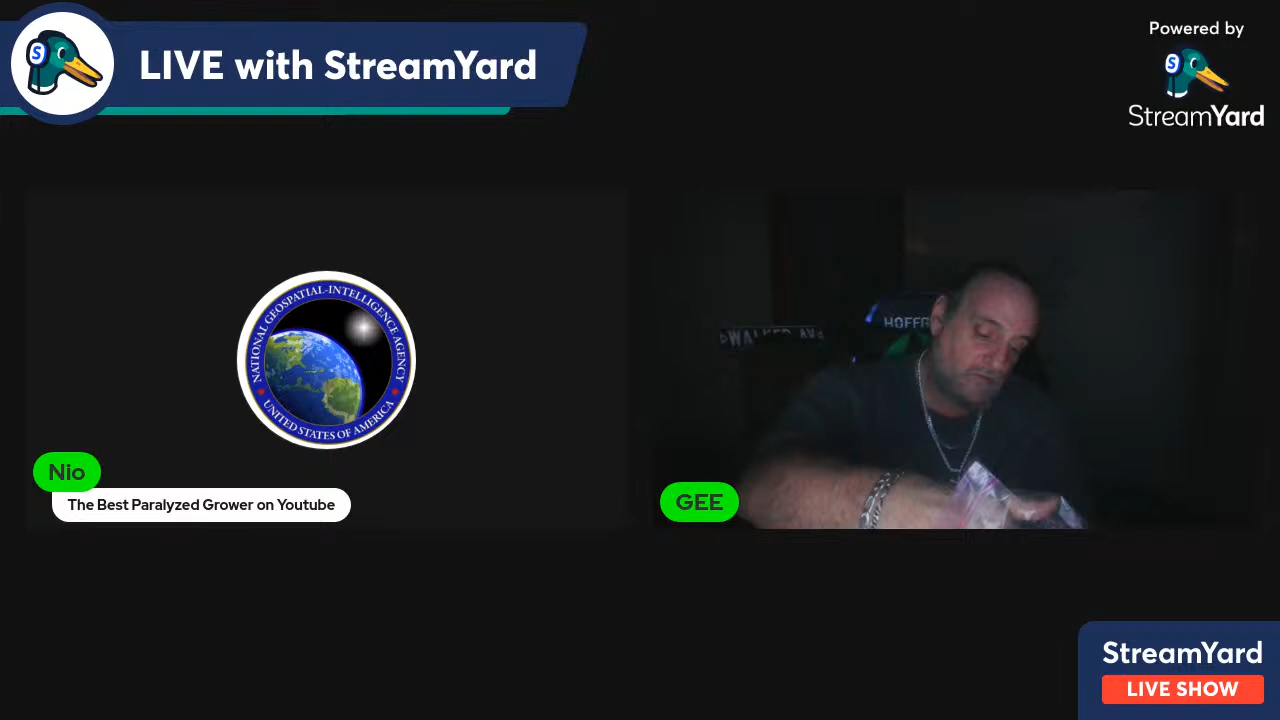 LIVE with StreamYard
Powered by
StreamYard
NATIONAL GEOSPATIAL-INTELLIGENCE AGENCY
UNITED STATES OF AMERICA
Nio
The Best Paralyzed Grower on Youtube
GEE
StreamYard
LIVE SHOW